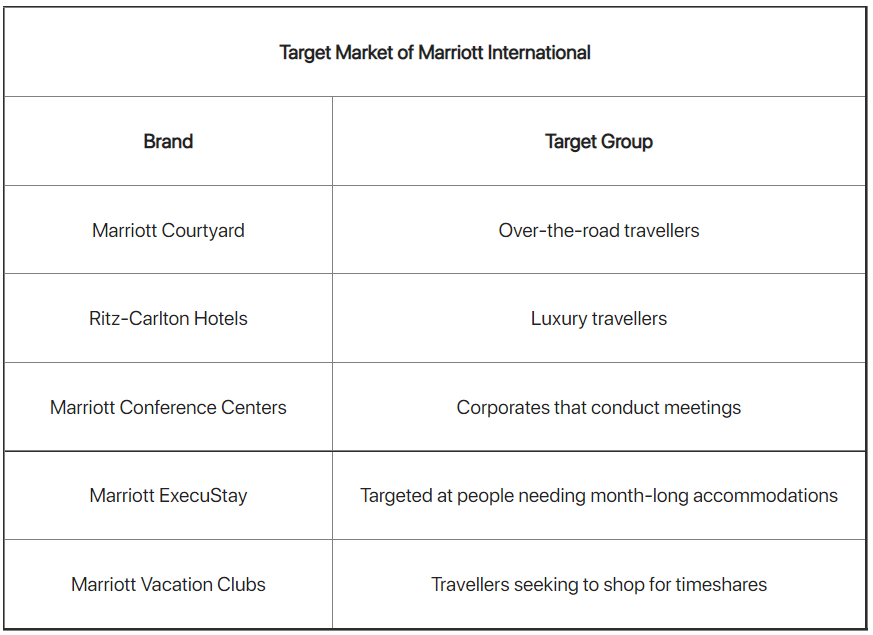 Target Market of Marriott International
Brand
Target Group
Marriott Courtyard
Over-the-road travellers
Ritz-Carlton Hotels
Luxury travellers
Marriott Conference Centers
Corporates that conduct meetings
Marriott ExecuStay
Targeted at people needing month-long accommodations
Marriott Vacation Clubs
Travellers seeking to shop for timeshares